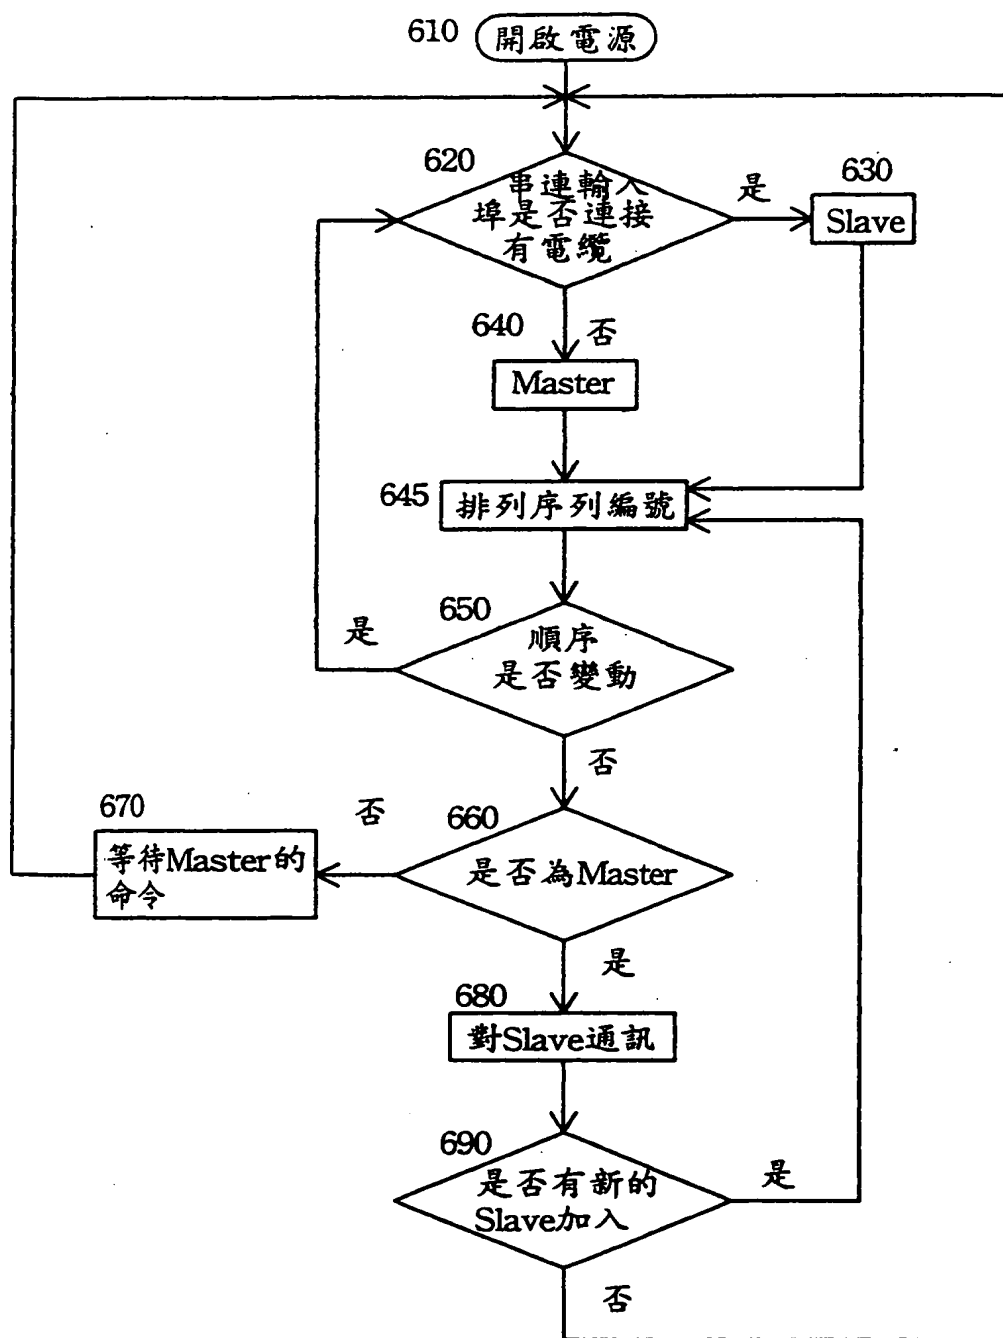 610
開啟電源
620
串連輸入
埠是否連接
有電纜
是
630
Slave
640
否
Master
645
排列序列編號
650
是
順序
是否變動
否
670
否
660
等待Master的
命令
是否為Master
是
680
對Slave通訊
690
是否有新的
Slave加入
是
否